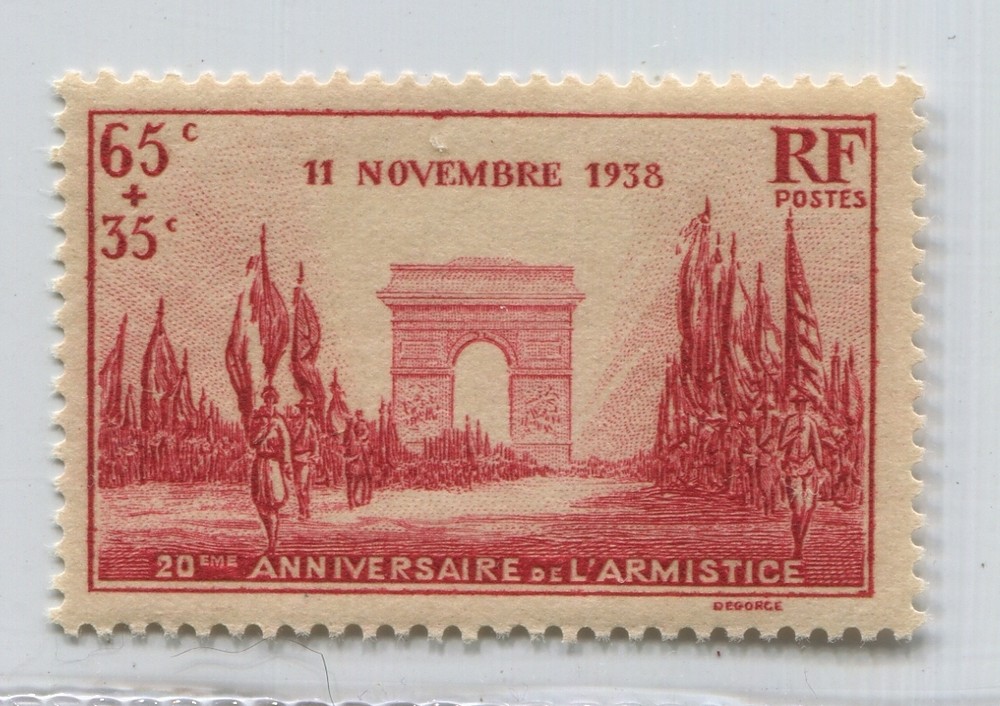 65c
+
35c
11 NOVEMBRE 1938
RF
POSTES
20EME ANNIVERSAIRE DE L'ARMISTICE
DEGORCE